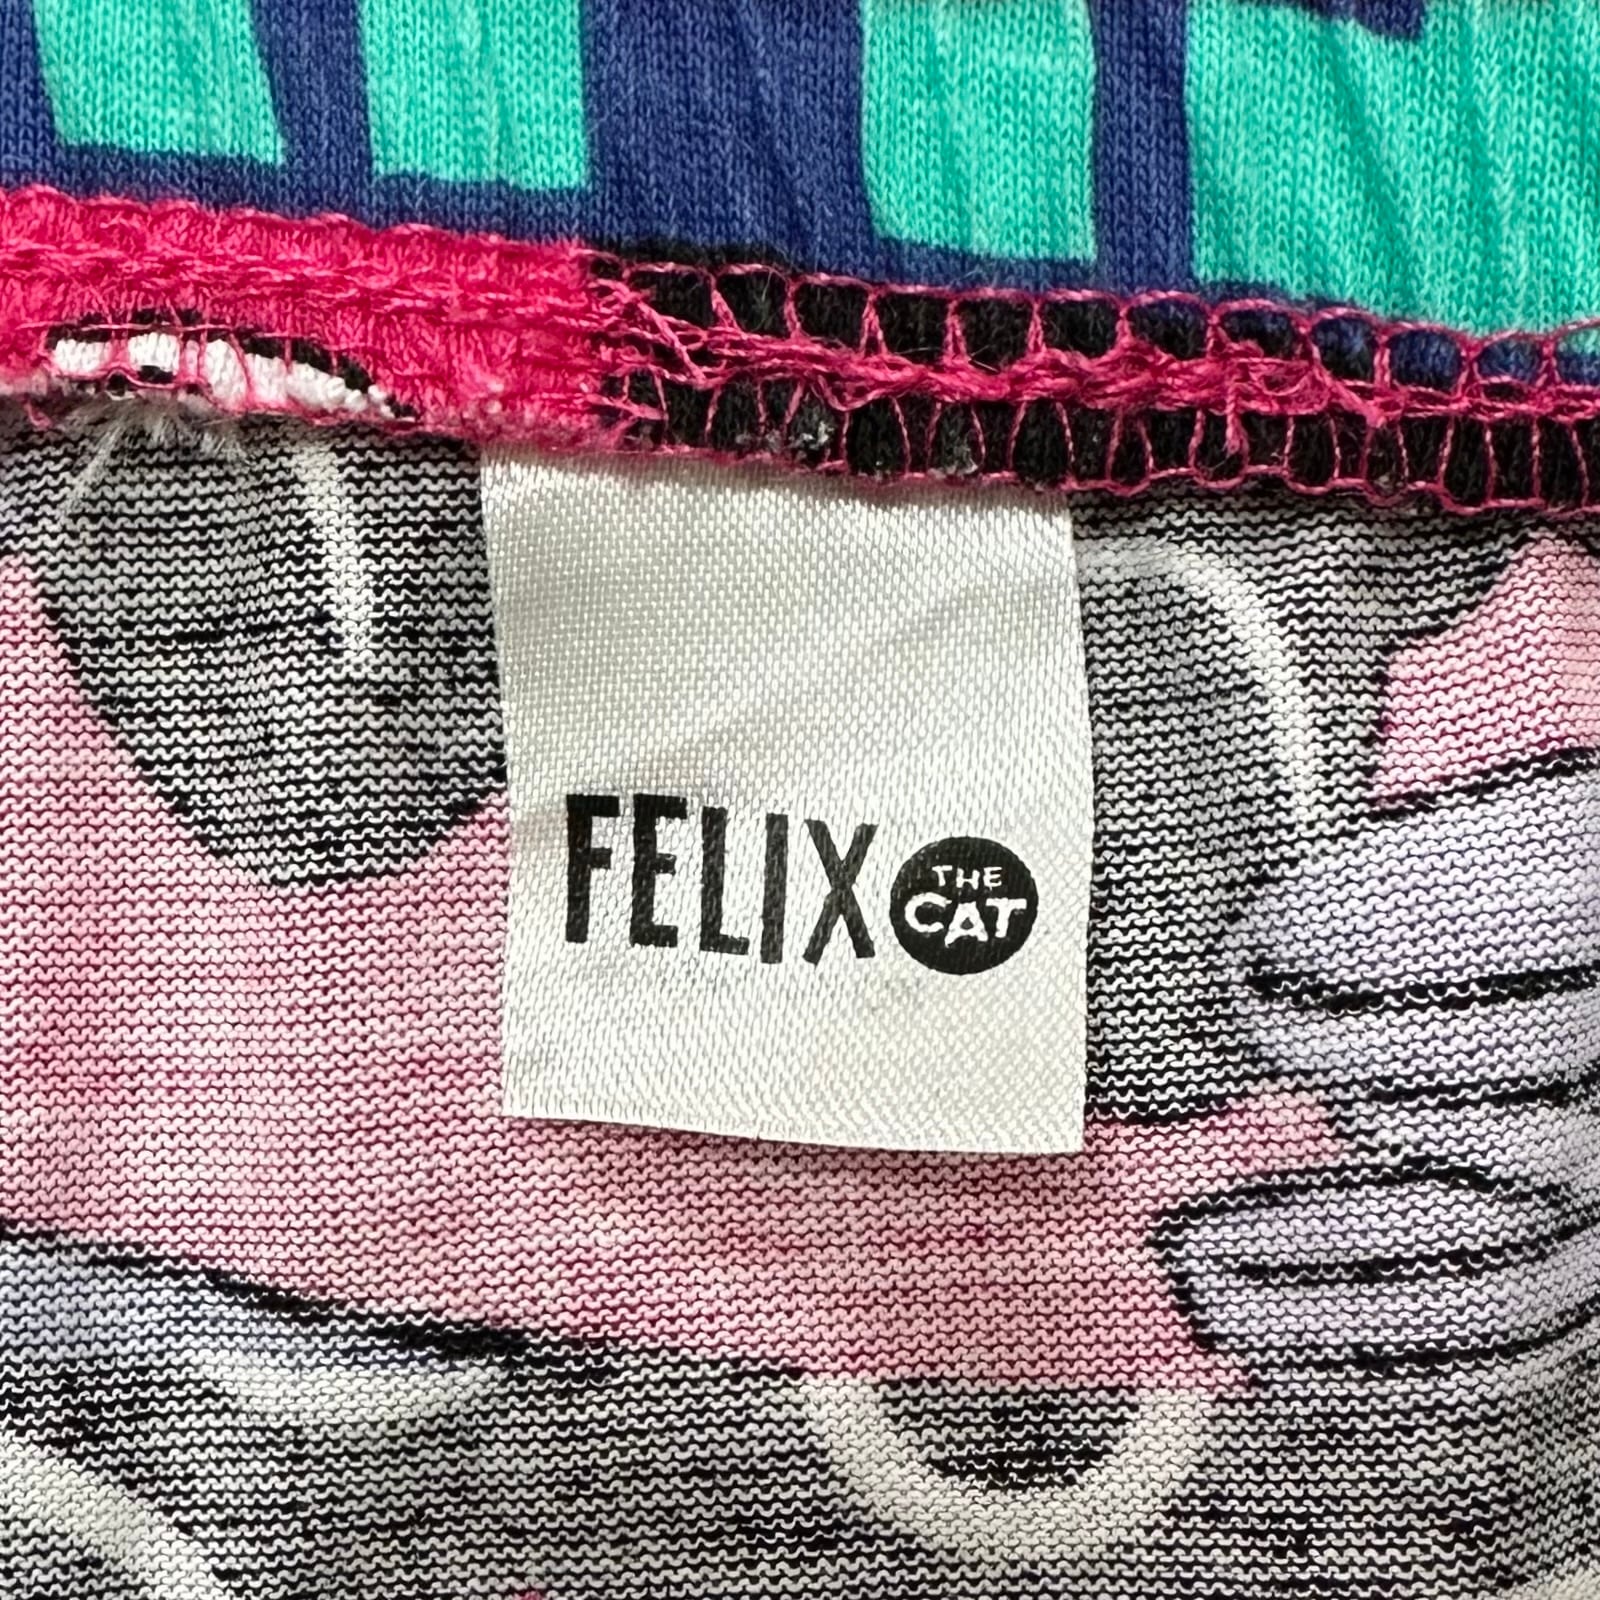 FELIX
THE
CAT